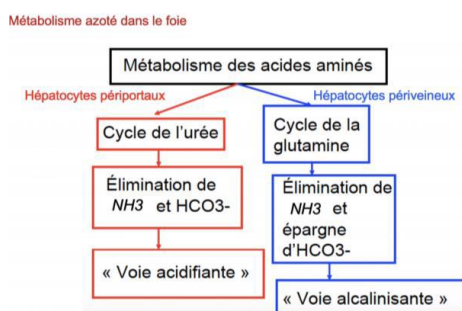 Métabolisme azoté dans le foie
Métabolisme des acides aminés
Hépatocytes périportaux
Hépatocytes périveineux
Cycle de l'urée
Cycle de la
glutamine
Élimination de
NH3 et HCO3-
Élimination de
NH3 et
épargne
d'HCO3-
« Voie acidifiante »
« Voie alcalinisante »